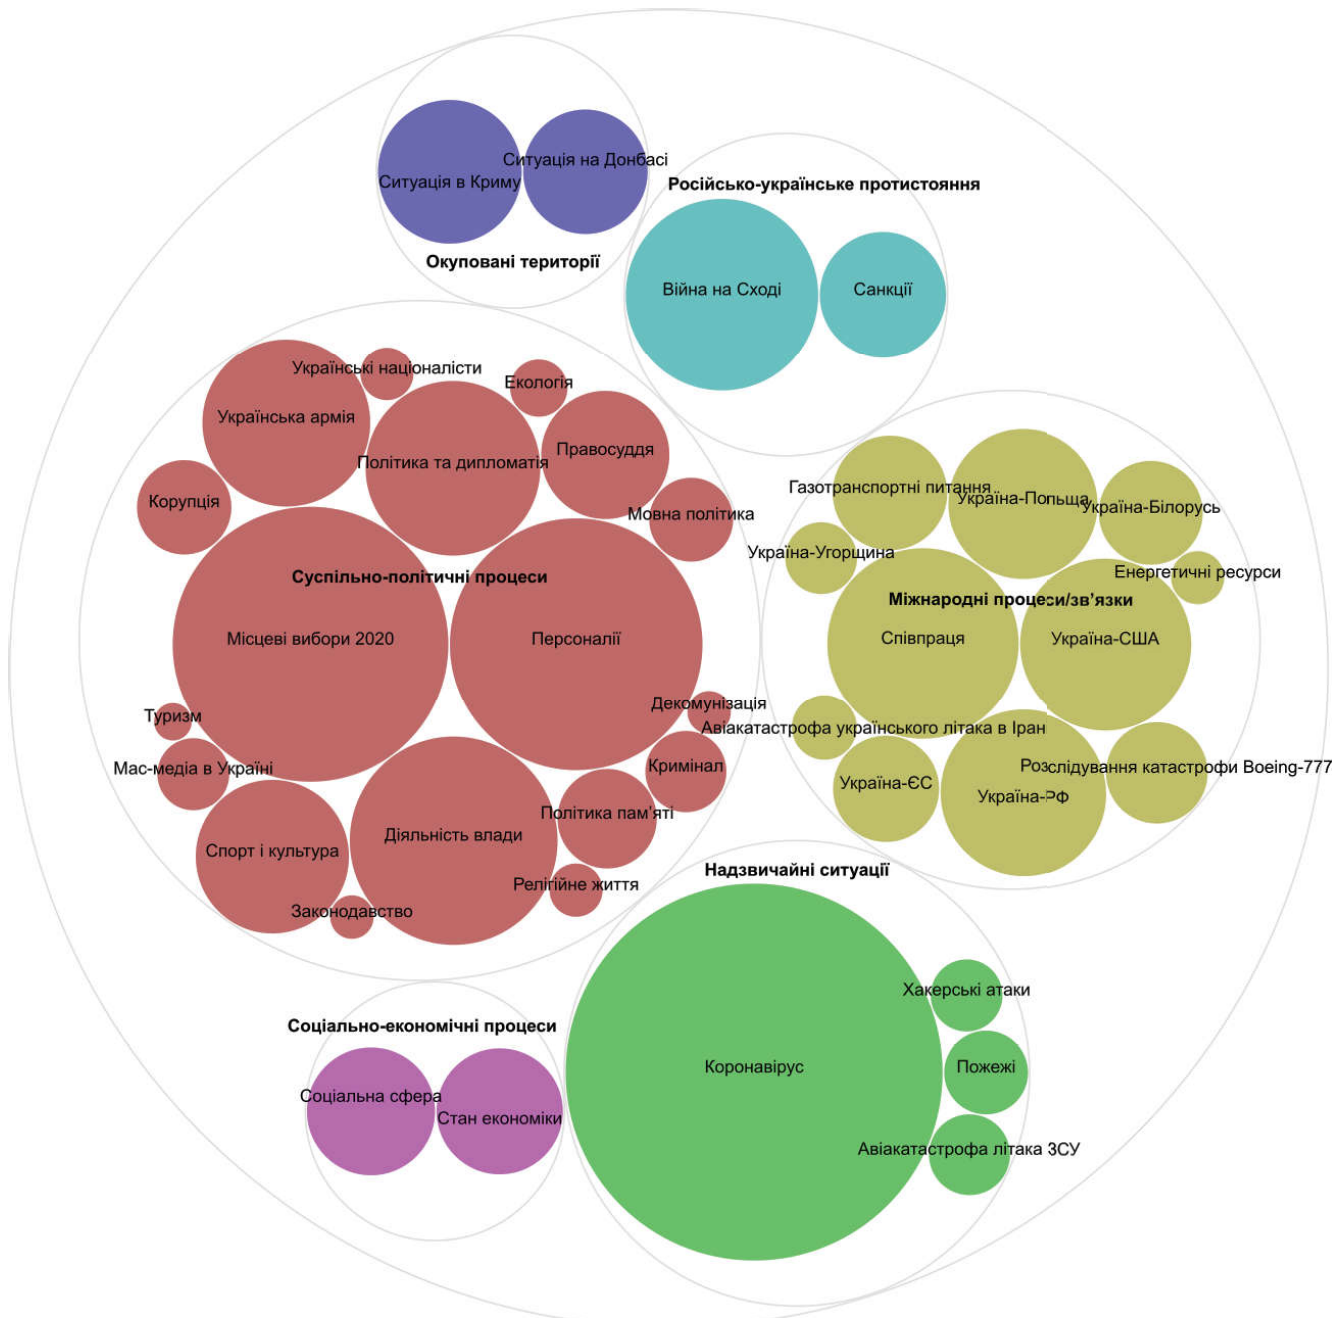 Ситуація на Донбасі
Ситуація в Криму
Окуповані території
Російсько-українське протистояння
Війна на Сході
Санкції
Українські націоналісти
Екологія
Українська армія
Правосуддя
Політика та дипломатія
Корупція
Мовна політика
Суспільно-політичні процеси
Місцеві вибори 2020
Персоналії
Декомунізація
Туризм
Мас-медіа в Україні
Кримінал
Політика пам'яті
Діяльність влади
Спорт і культура
Релігійне життя
Законодавство
Газотранспортні питання
Україна-Попьща
Україна-Білорусь
Україна-Угорщина
Енергетичні ресурси
Міжнародні процеси/зв'язки
Співпраця
Україна-США
Авіакатастрофа українського літака в Іран
Розслідування катастрофи Boeing-777
Україна-ЄС
Україна-РФ
Надзвичайні ситуації
Хакерські атаки
Коронавірус
Пожежі
Авіакатастрофа літака ЗСУ
Соціально-економічні процеси
Соціальна сфера
Стан економіки